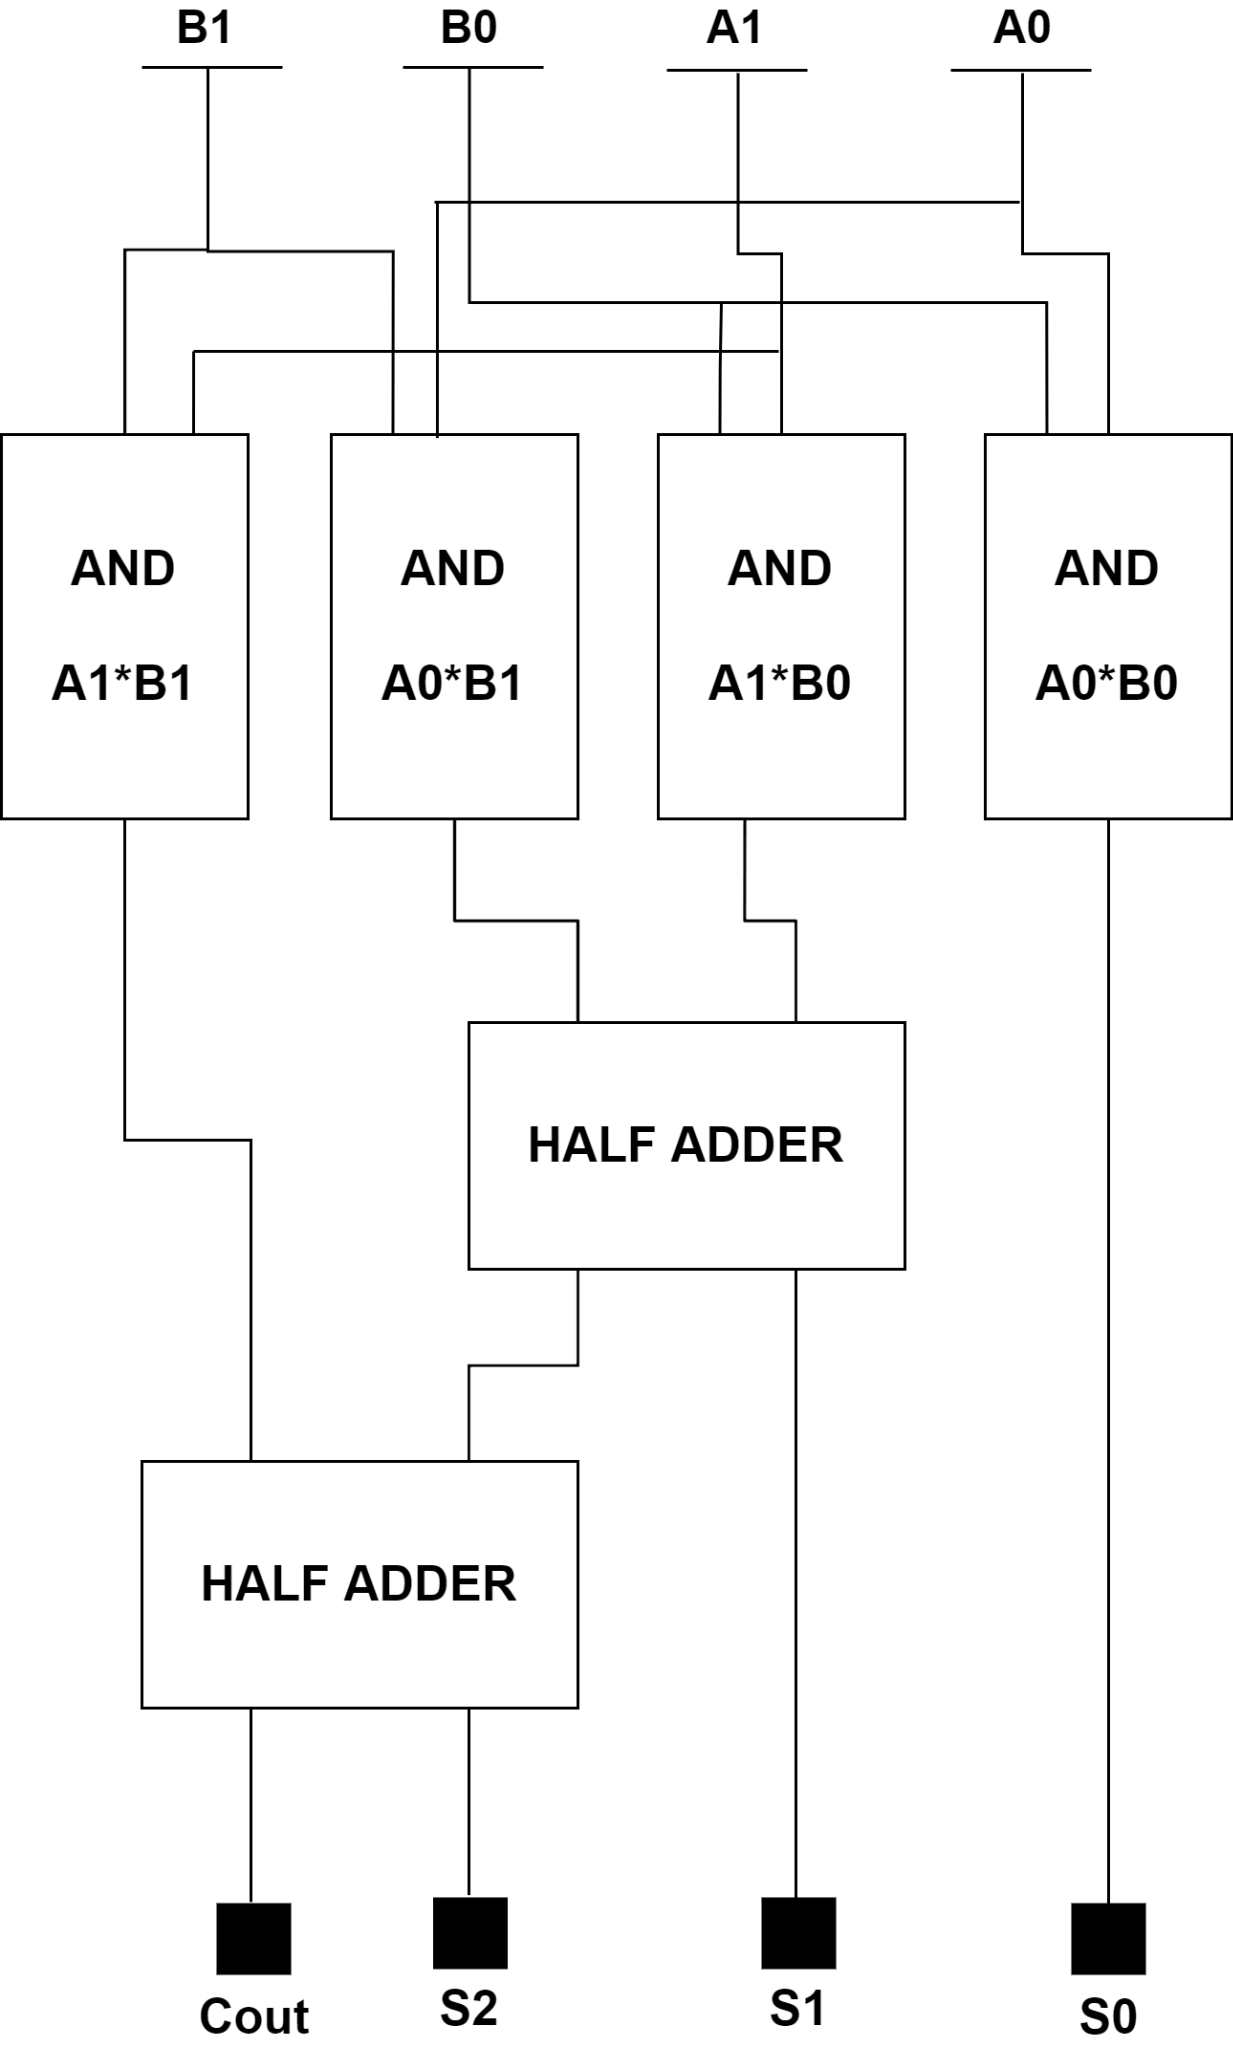 B1
B0
A1
A0
AND
A1*B1
AND
A0*B1
AND
A1*B0
AND
A0*B0
HALF ADDER
HALF ADDER
Cout
S2
S1
S0